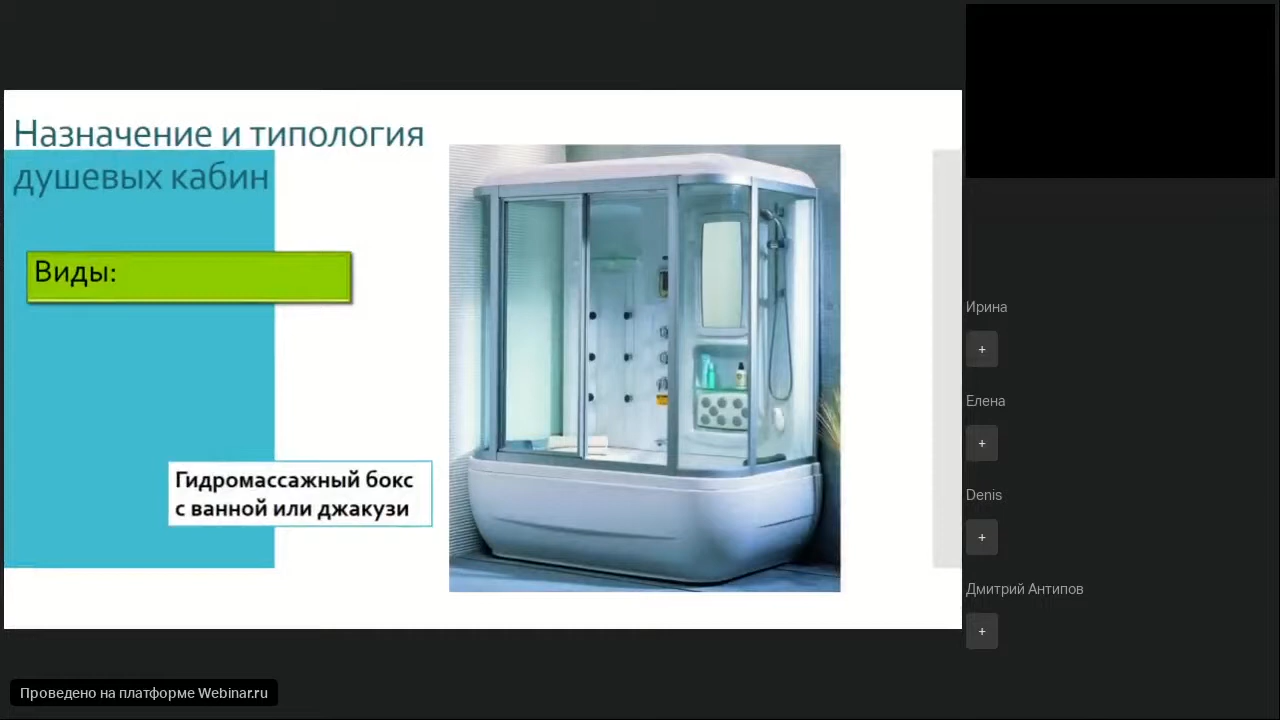 Назначение и типология
душевых кабин
Виды:
Гидромассажный бокс
с ванной или джакузи
Ирина
+
Елена
+
Denis
+
Дмитрий Антипов
+
Проведено на платформе Webinar.ru